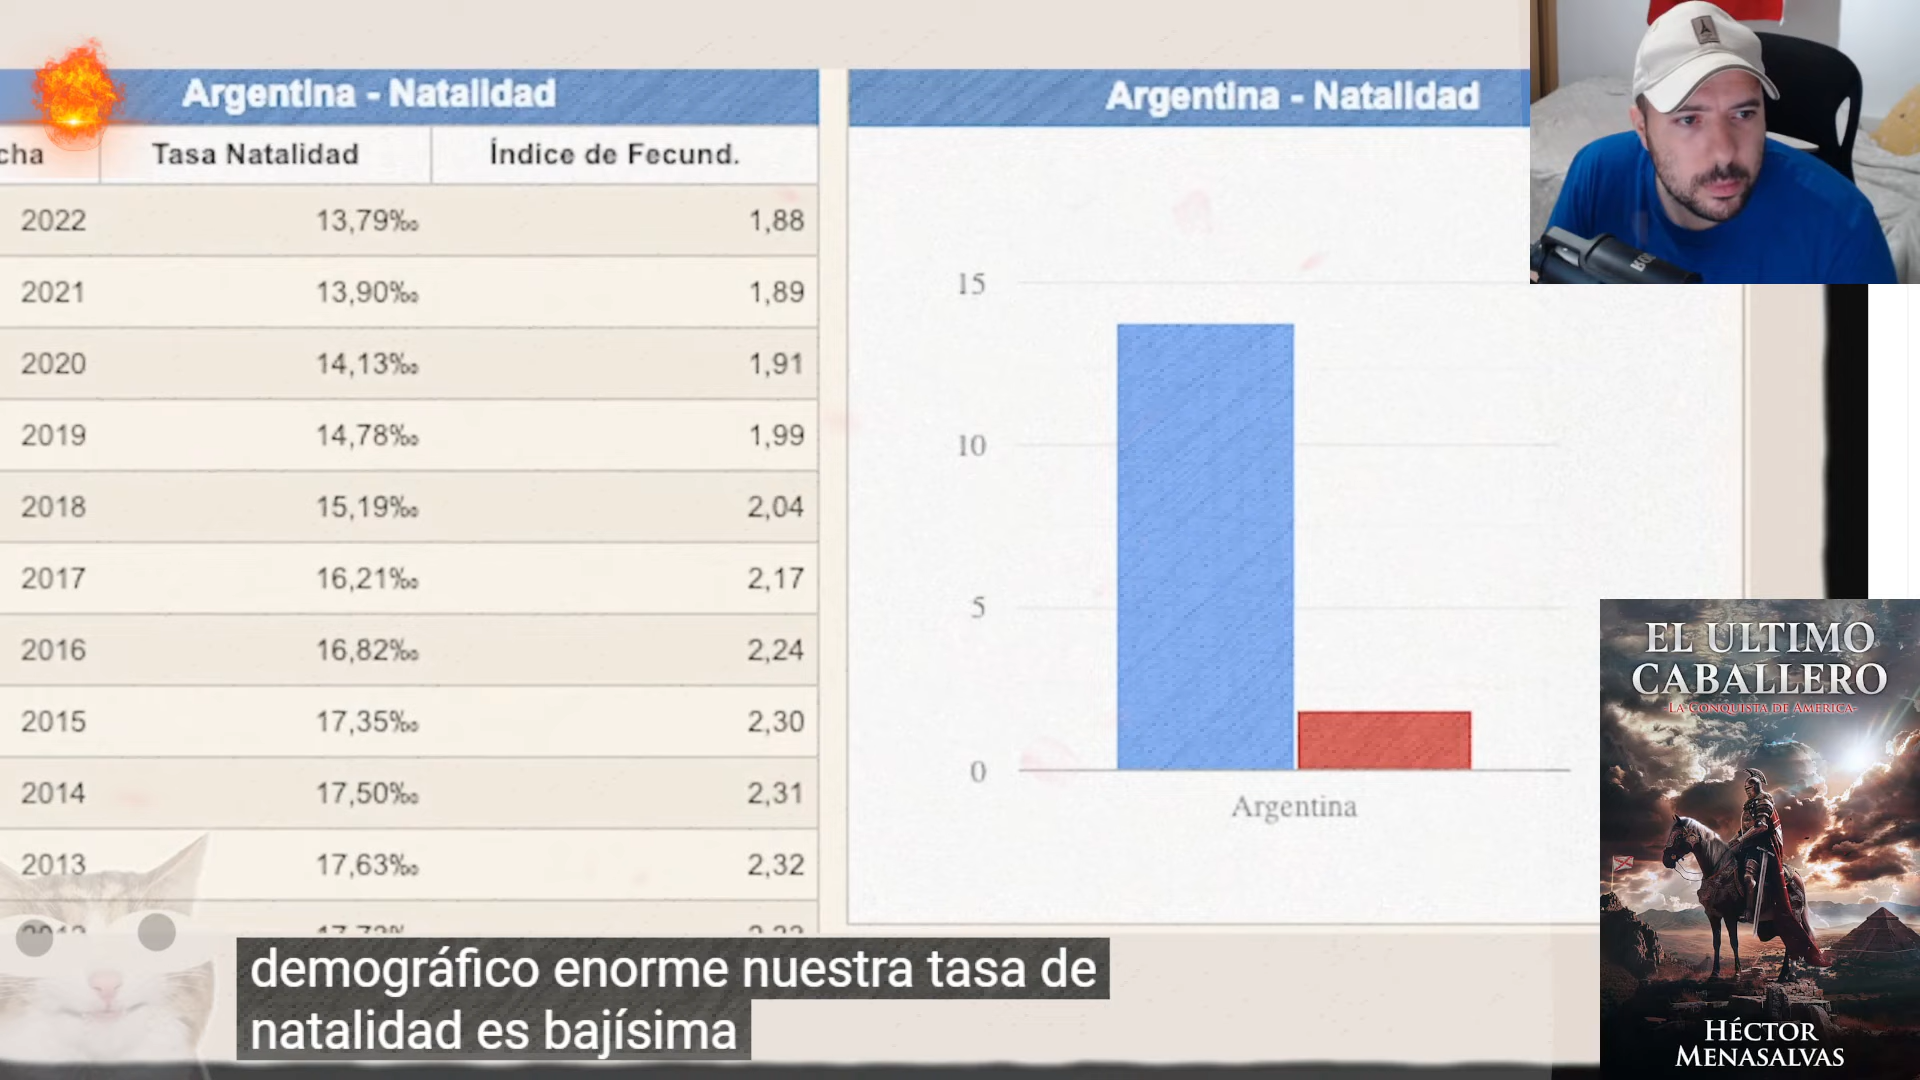 Argentina - Natalidad
cha Tasa Natalidad Índice de Fecund.
2022 13,79‰ 1,88
2021 13,90‰ 1,89
2020 14,13‰ 1,91
2019 14,78‰ 1,99
2018 15,19‰ 2,04
2017 16,21‰ 2,17
2016 16,82‰ 2,24
2015 17,35‰ 2,30
2014 17,50‰ 2,31
2013 17,63‰ 2,32
Argentina - Natalidad
15
10
5
0
Argentina
demográfico enorme nuestra tasa de
natalidad es bajísima
EL ULTIMO
CABALLERO
LA CONQUISTA DE AMERICA
HÉCTOR
MENASALVAS